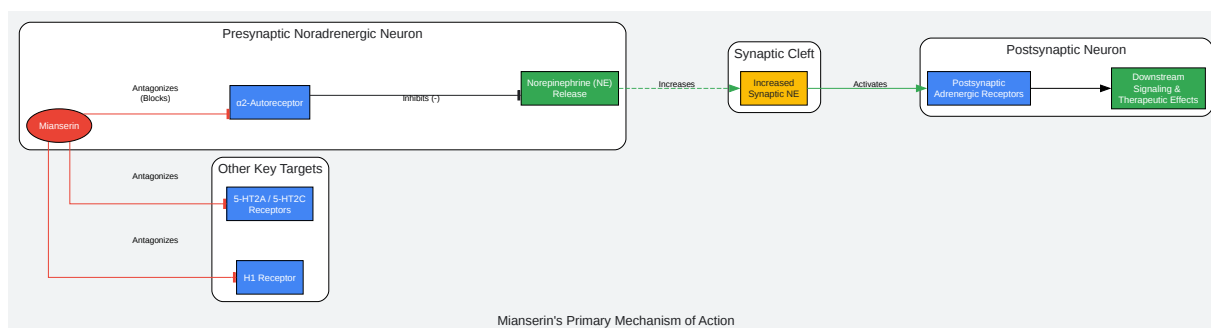 Presynaptic Noradrenergic Neuron
Synaptic Cleft
Postsynaptic Neuron
Antagonizes
(Blocks)
Mianserin
α2-Autoreceptor
Inhibits (-)
Norepinephrine (NE)
Release
Increases
Increased
Synaptic NE
Activates
Postsynaptic
Adrenergic Receptors
Downstream
Signaling &
Therapeutic Effects
Other Key Targets
Antagonizes
5-HT2A / 5-HT2C
Receptors
Antagonizes
H1 Receptor
Mianserin's Primary Mechanism of Action